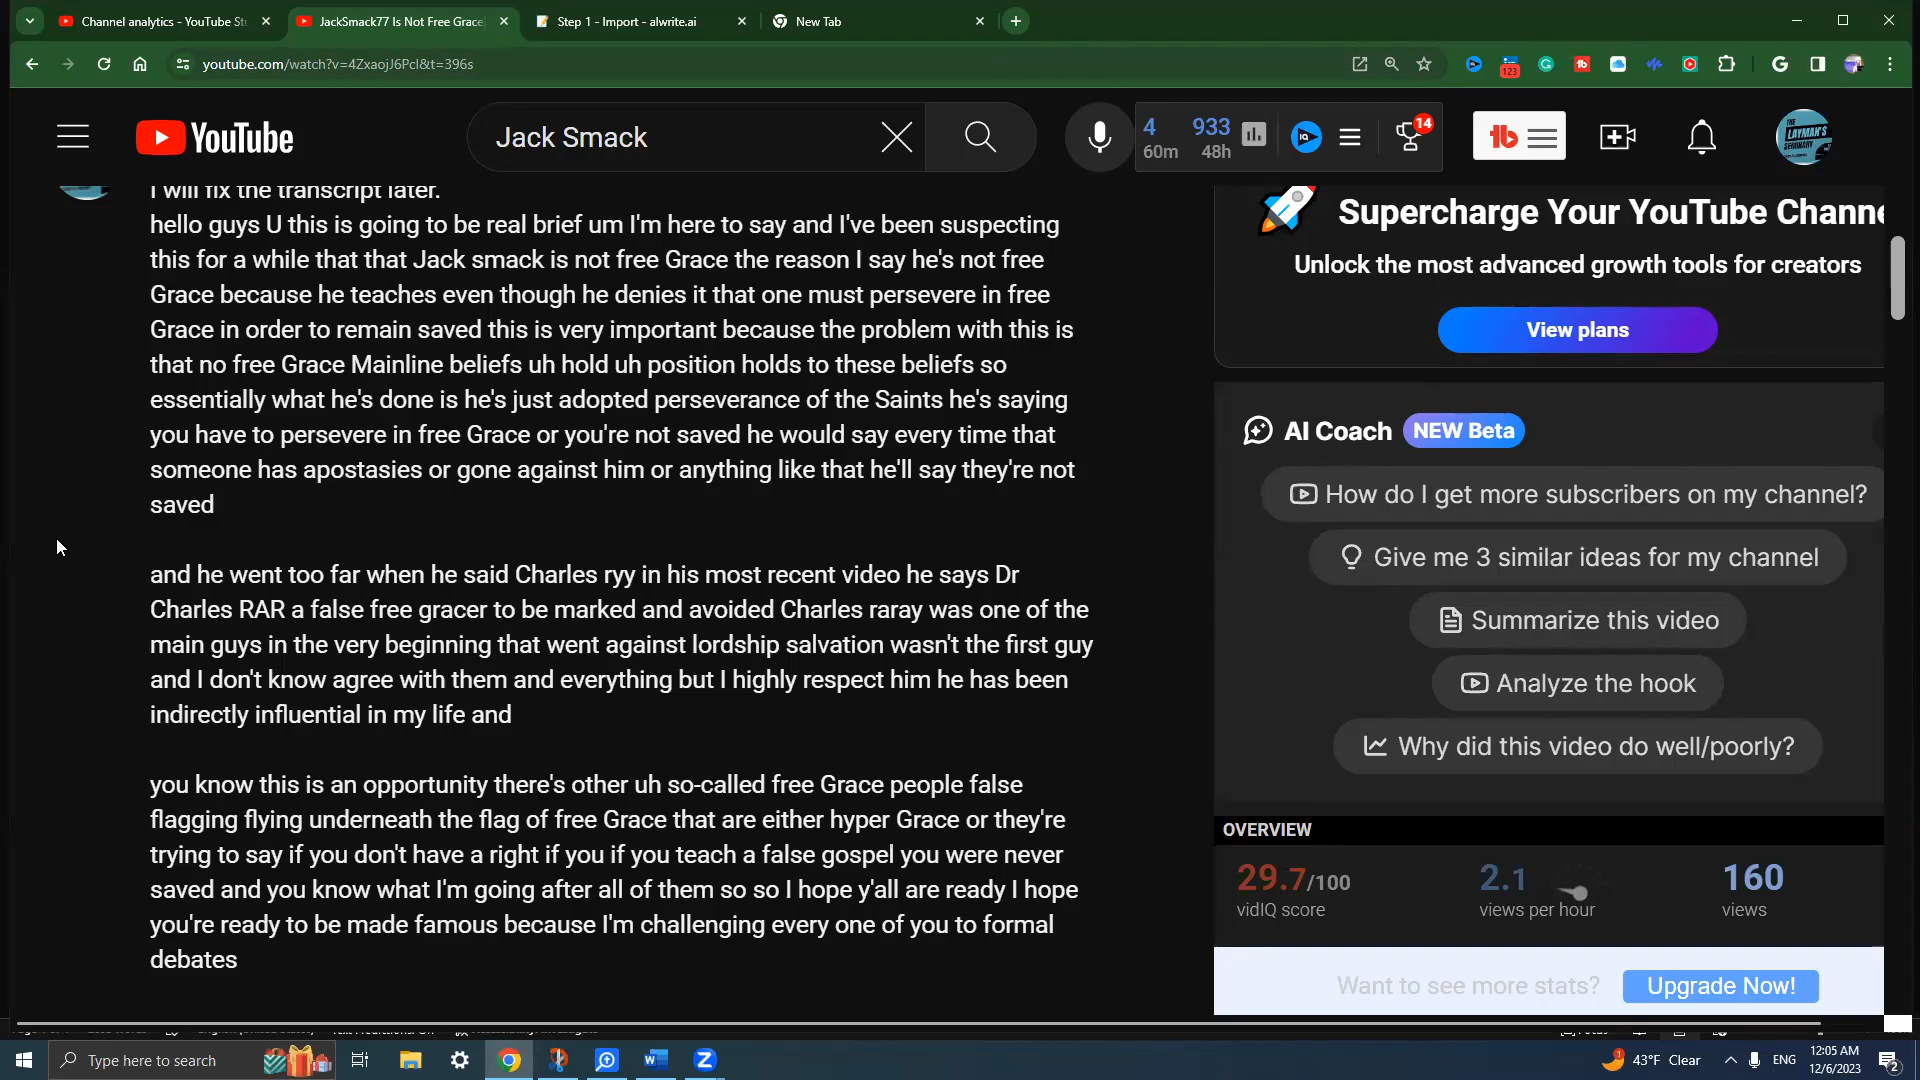 Channel analytics - YouTube Stu
JackSmack77 Is Not Free Grace
Step 1 - Import - alwrite.ai
New Tab
youtube.com/watch?v=4ZxaojJ6PcI&t=396s
123
YouTube
Jack Smack
4 933
60m 48h
14
THE LAYMAN'S SEMINARY
I will fix the transcript later.
hello guys U this is going to be real brief um I'm here to say and I've been suspecting
this for a while that that Jack smack is not free Grace the reason I say he's not free
Grace because he teaches even though he denies it that one must persevere in free
Grace in order to remain saved this is very important because the problem with this is
that no free Grace Mainline beliefs uh hold uh position holds to these beliefs so
essentially what he's done is he's just adopted perseverance of the Saints he's saying
you have to persevere in free Grace or you're not saved he would say every time that
someone has apostasies or gone against him or anything like that he'll say they're not
saved
and he went too far when he said Charles ryy in his most recent video he says Dr
Charles RAR a false free gracer to be marked and avoided Charles raray was one of the
main guys in the very beginning that went against lordship salvation wasn't the first guy
and I don't know agree with them and everything but I highly respect him he has been
indirectly influential in my life and
you know this is an opportunity there's other uh so-called free Grace people false
flagging flying underneath the flag of free Grace that are either hyper Grace or they're
trying to say if you don't have a right if you if you teach a false gospel you were never
saved and you know what I'm going after all of them so so I hope y'all are ready I hope
you're ready to be made famous because I'm challenging every one of you to formal
debates
Supercharge Your YouTube Channe
Unlock the most advanced growth tools for creators
View plans
AI Coach NEW Beta
How do I get more subscribers on my channel?
Give me 3 similar ideas for my channel
Summarize this video
Analyze the hook
Why did this video do well/poorly?
OVERVIEW
29.7/100 2.1 160
vidIQ score views per hour views
Want to see more stats? Upgrade Now!
Type here to search
43°F Clear
ENG
12:05 AM
12/6/2023
2